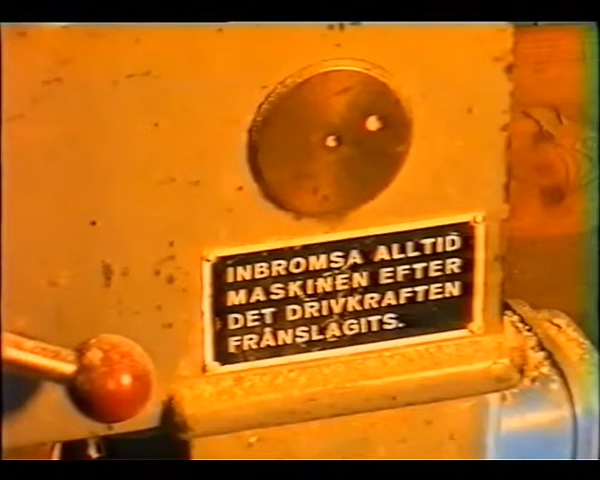 INBROMSA ALLTID
MASKINEN EFTER
DET DRIVKRAFTEN
FRÅNSLAGITS.